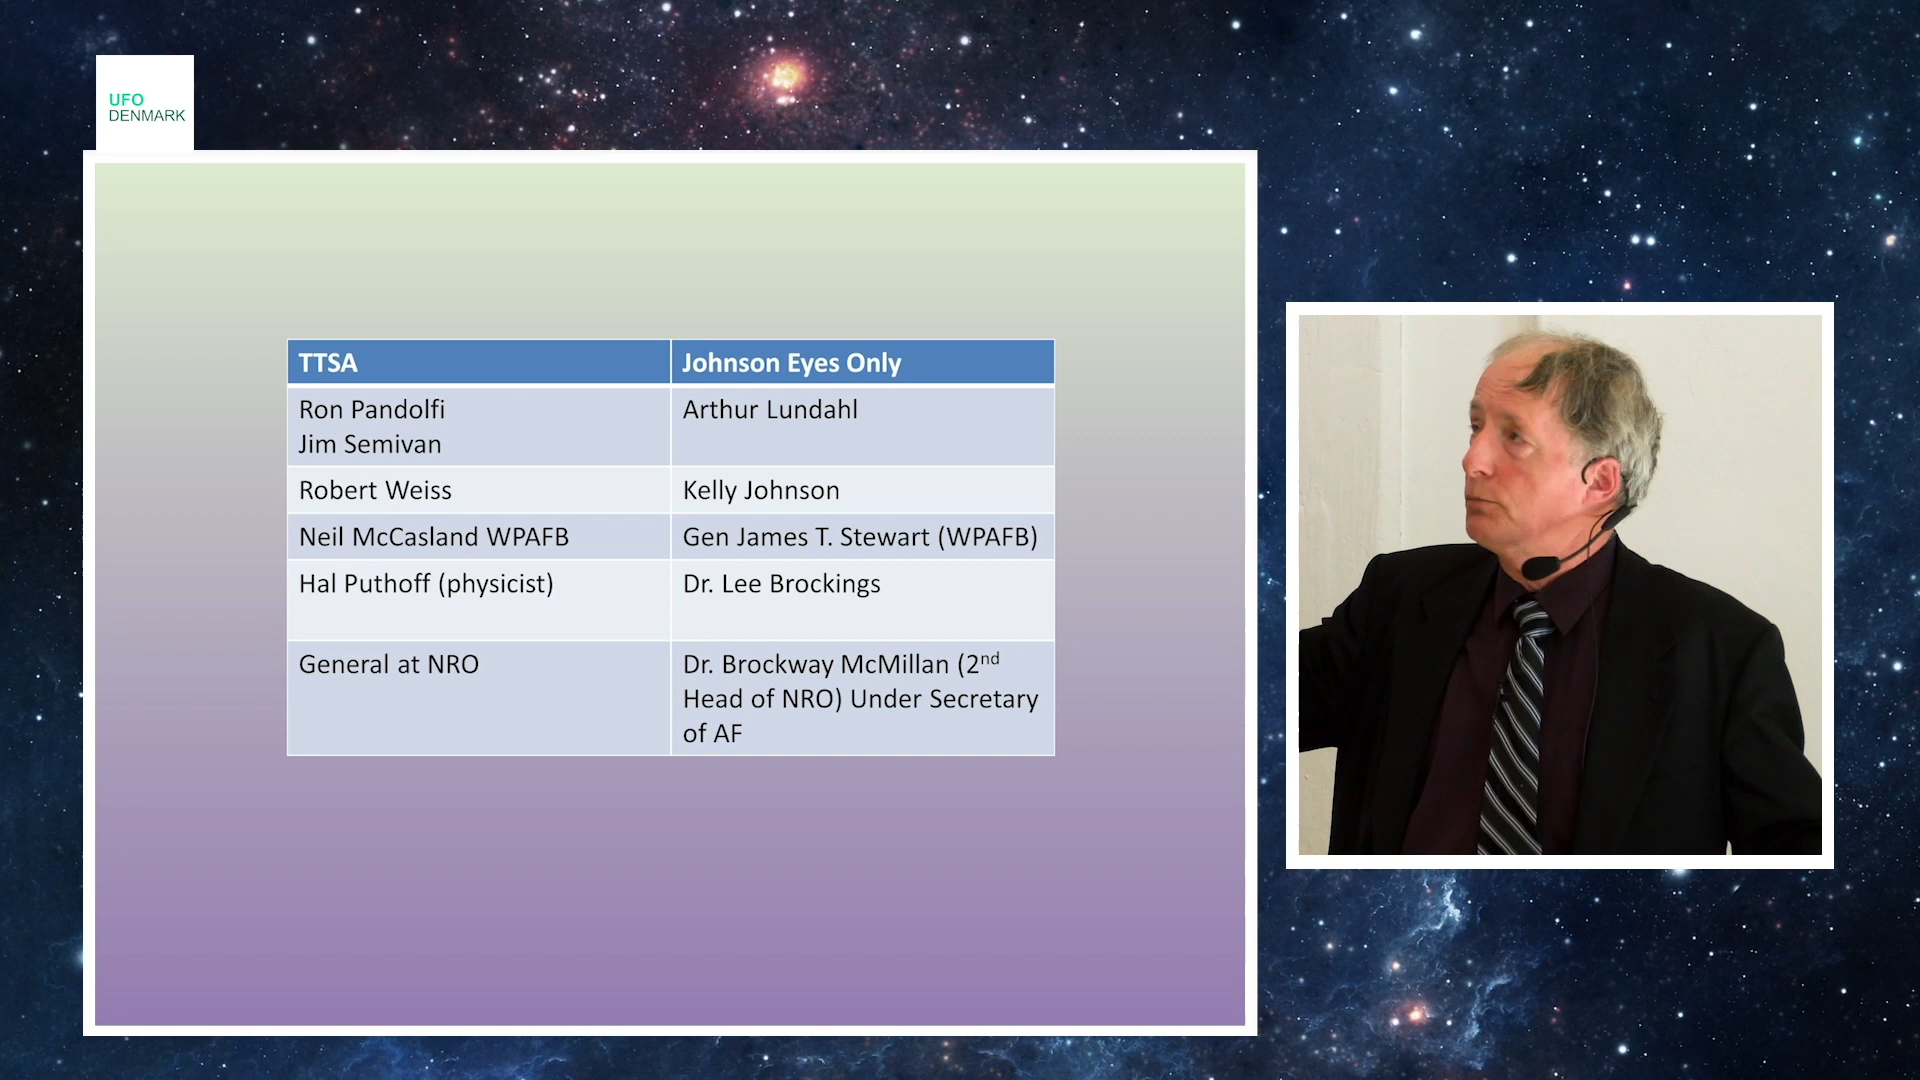 UFO
DENMARK
TTSA
Johnson Eyes Only
Ron Pandolfi
Jim Semivan
Arthur Lundahl
Robert Weiss
Kelly Johnson
Neil McCasland WPAFB
Gen James T. Stewart (WPAFB)
Hal Puthoff (physicist)
Dr. Lee Brockings
General at NRO
Dr. Brockway McMillan (2nd
Head of NRO) Under Secretary
of AF